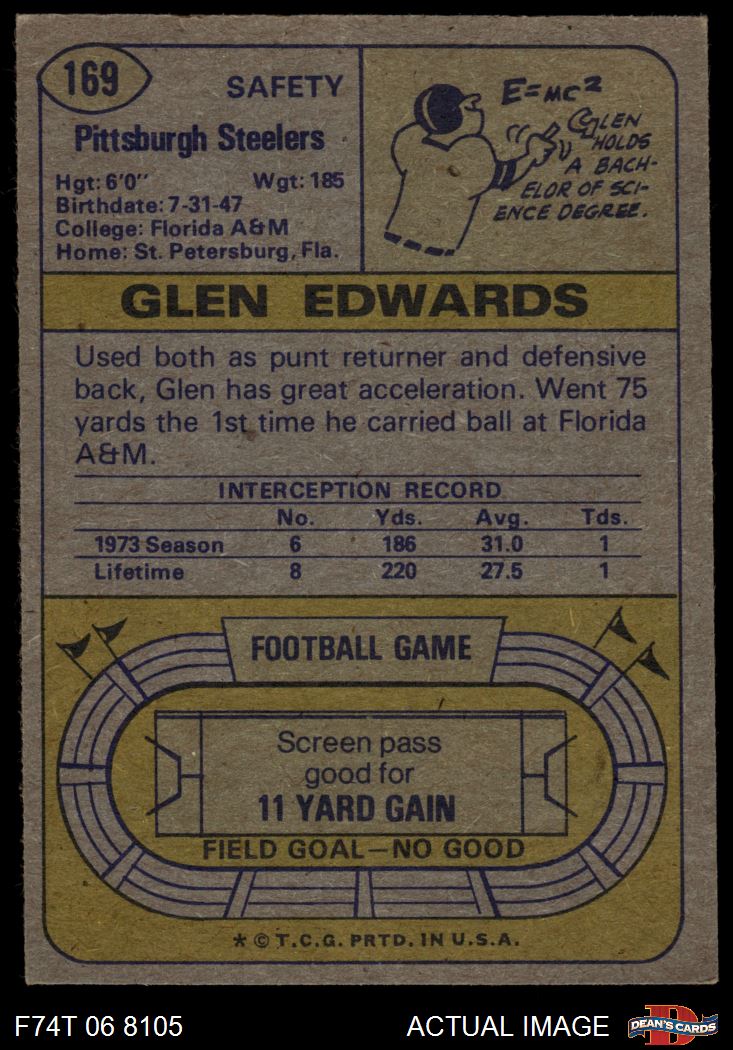 169
SAFETY
Pittsburgh Steelers
Hgt: 6'0" Wgt: 185
Birthdate: 7-31-47
College: Florida A&M
Home: St. Petersburg, Fla.
E=MC²
GLEN
HOLDS
A BACH-
ELOR OF SCI-
ENCE DEGREE.
GLEN EDWARDS
Used both as punt returner and defensive
back, Glen has great acceleration. Went 75
yards the 1st time he carried ball at Florida
A&M.
INTERCEPTION RECORD
No. Yds. Avg. Tds.
1973 Season 6 186 31.0 1
Lifetime 8 220 27.5 1
FOOTBALL GAME
Screen pass
good for
11 YARD GAIN
FIELD GOAL—NO GOOD
* © T.C.G. PRTD. IN U.S.A.
F74T 06 8105 ACTUAL IMAGE
D
DEAN'S CARDS